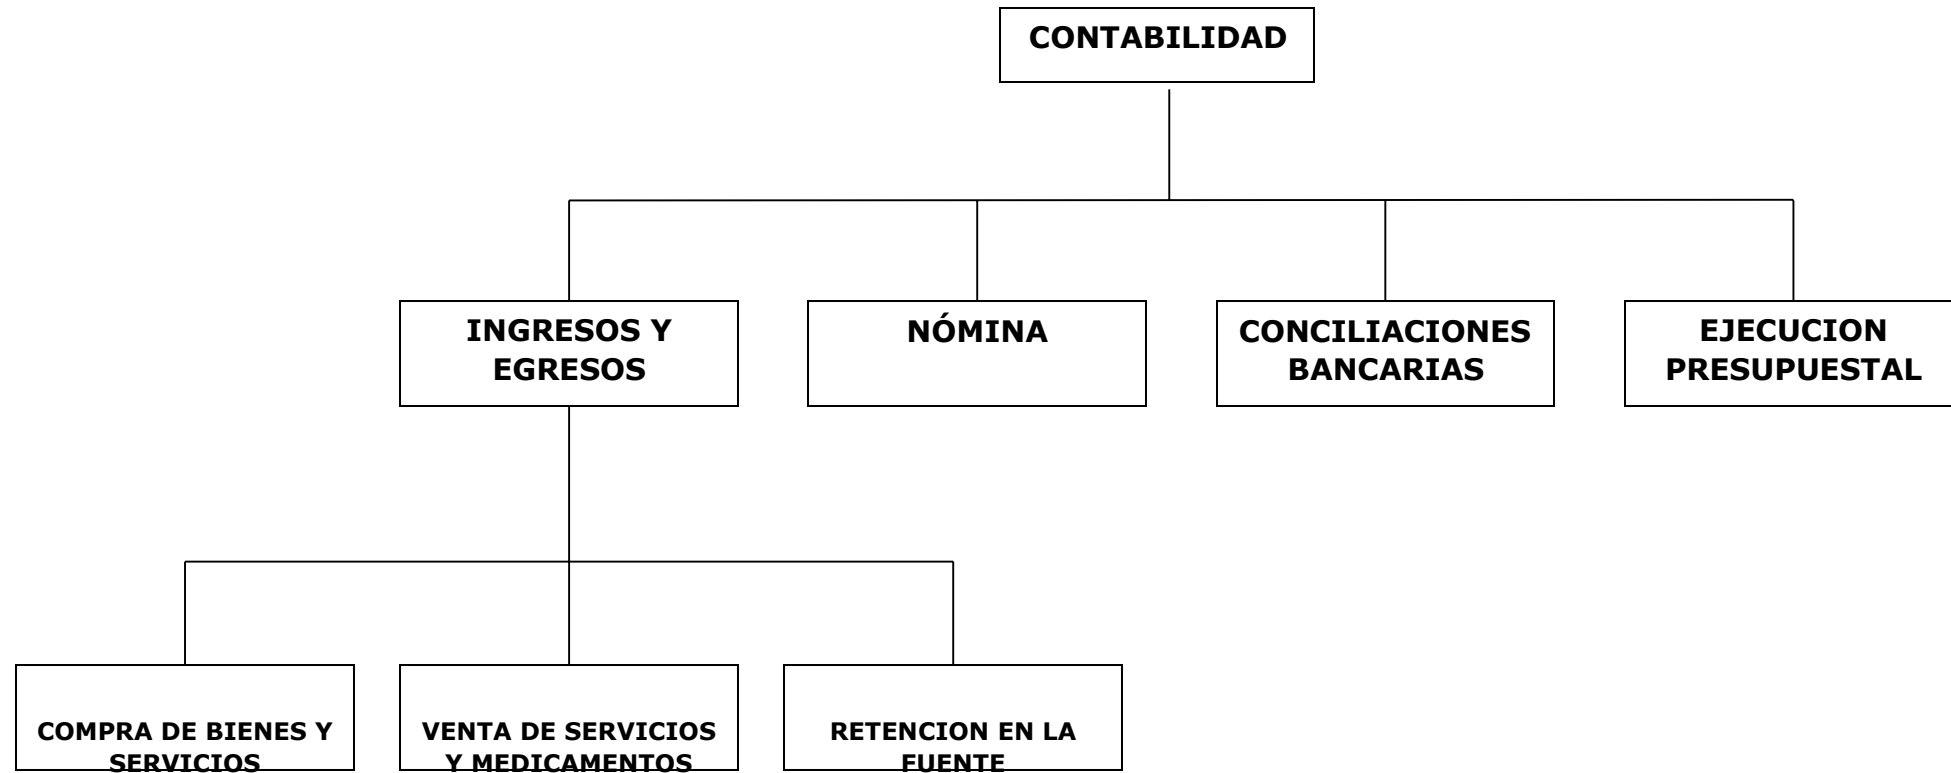 CONTABILIDAD
INGRESOS Y
EGRESOS
NÓMINA
CONCILIACIONES
BANCARIAS
EJECUCION
PRESUPUESTAL
COMPRA DE BIENES Y
SERVICIOS
VENTA DE SERVICIOS
Y MEDICAMENTOS
RETENCION EN LA
FUENTE